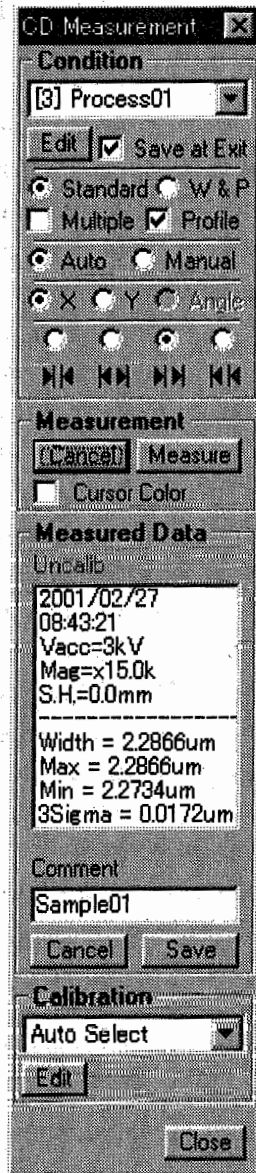 CD Measurement
Condition
[3] Process01
Edit Save at Exit
Standard W & P
Multiple Profile
Auto Manual
X Y Angle
Measurement
(Cancel) Measure
Cursor Color
Measured Data
Uncalib
2001/02/27
08:43:21
Vacc=3kV
Mag=x15.0k
S.H.=0.0mm
--------------------
Width = 2.2866um
Max = 2.2866um
Min = 2.2734um
3Sigma = 0.0172um
Comment
Sample01
Cancel Save
Calibration
Auto Select
Edit
Close